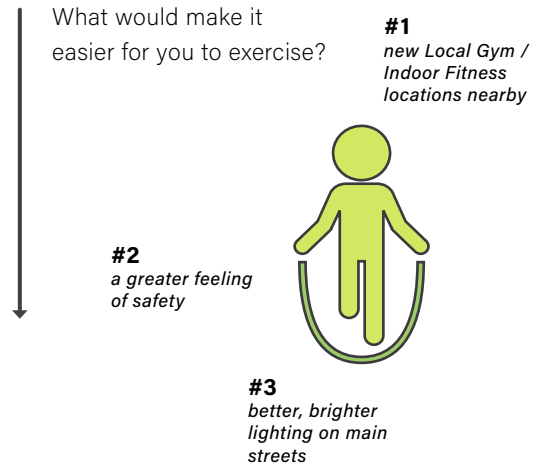 What would make it
easier for you to exercise?
#1
new Local Gym /
Indoor Fitness
locations nearby
#2
a greater feeling
of safety
#3
better, brighter
lighting on main
streets